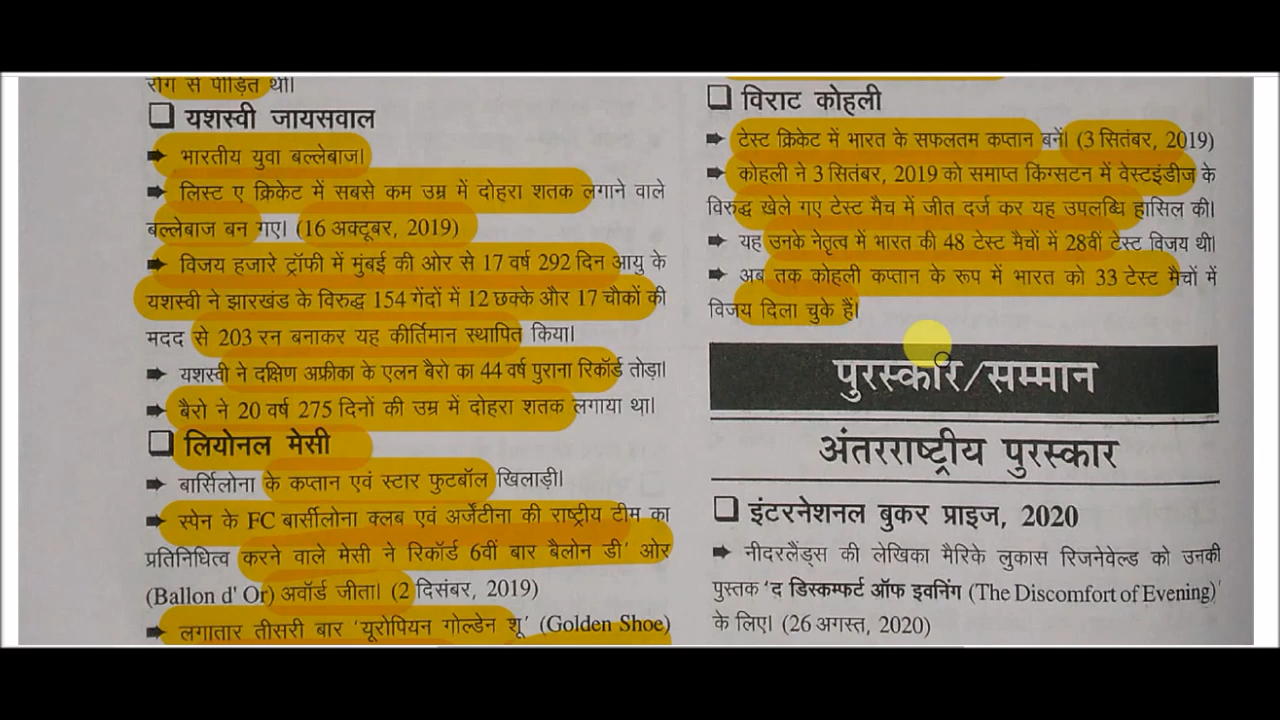 रोग से पीड़ित थी।
❑ यशस्वी जायसवाल
➡ भारतीय युवा बल्लेबाज।
➡ लिस्ट ए क्रिकेट में सबसे कम उम्र में दोहरा शतक लगाने वाले
बल्लेबाज बन गए। (16 अक्टूबर, 2019)
➡ विजय हजारे ट्रॉफी में मुंबई की ओर से 17 वर्ष 292 दिन आयु के
यशस्वी ने झारखंड के विरुद्ध 154 गेंदों में 12 छक्के और 17 चौकों की
मदद से 203 रन बनाकर यह कीर्तिमान स्थापित किया।
➡ यशस्वी ने दक्षिण अफ्रीका के एलन बैरो का 44 वर्ष पुराना रिकॉर्ड तोड़ा।
➡ बैरो ने 20 वर्ष 275 दिनों की उम्र में दोहरा शतक लगाया था।
❑ लियोनल मेसी
➡ बार्सिलोना के कप्तान एवं स्टार फुटबॉल खिलाड़ी।
➡ स्पेन के FC बार्सीलोना क्लब एवं अर्जेंटीना की राष्ट्रीय टीम का
प्रतिनिधित्व करने वाले मेसी ने रिकॉर्ड 6वीं बार बैलोन डी' ओर
(Ballon d' Or) अवॉर्ड जीता। (2 दिसंबर, 2019)
➡ लगातार तीसरी बार 'यूरोपियन गोल्डेन शू' (Golden Shoe)
❑ विराट कोहली
➡ टेस्ट क्रिकेट में भारत के सफलतम कप्तान बनें। (3 सितंबर, 2019)
➡ कोहली ने 3 सितंबर, 2019 को समाप्त किंग्सटन में वेस्टइंडीज के
विरुद्ध खेले गए टेस्ट मैच में जीत दर्ज कर यह उपलब्धि हासिल की।
➡ यह उनके नेतृत्व में भारत की 48 टेस्ट मैचों में 28वीं टेस्ट विजय थी।
➡ अब तक कोहली कप्तान के रूप में भारत को 33 टेस्ट मैचों में
विजय दिला चुके हैं।
पुरस्कार/सम्मान
अंतरराष्ट्रीय पुरस्कार
❑ इंटरनेशनल बुकर प्राइज, 2020
➡ नीदरलैंड्स की लेखिका मैरिके लुकास रिजनेवेल्ड को उनकी
पुस्तक 'द डिस्कम्फर्ट ऑफ इवनिंग (The Discomfort of Evening)'
के लिए। (26 अगस्त, 2020)